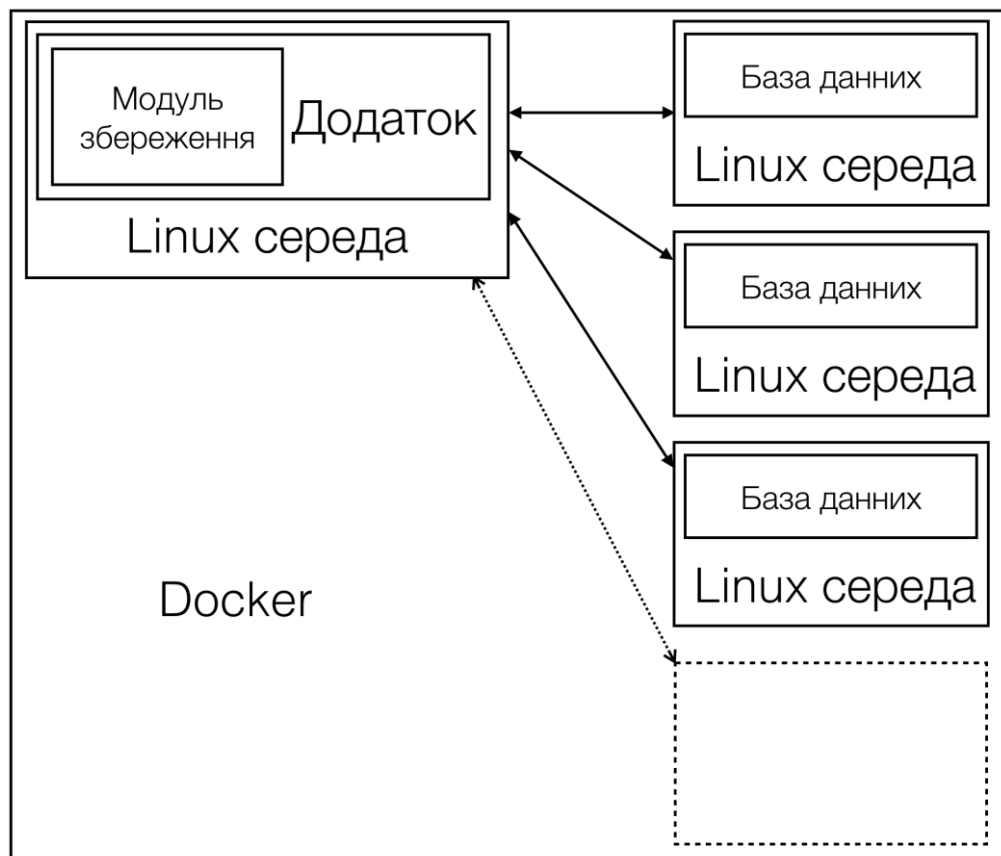 Модуль
збереження
Додаток
Linux середа
База данних
Linux середа
База данних
Linux середа
База данних
Linux середа
Docker